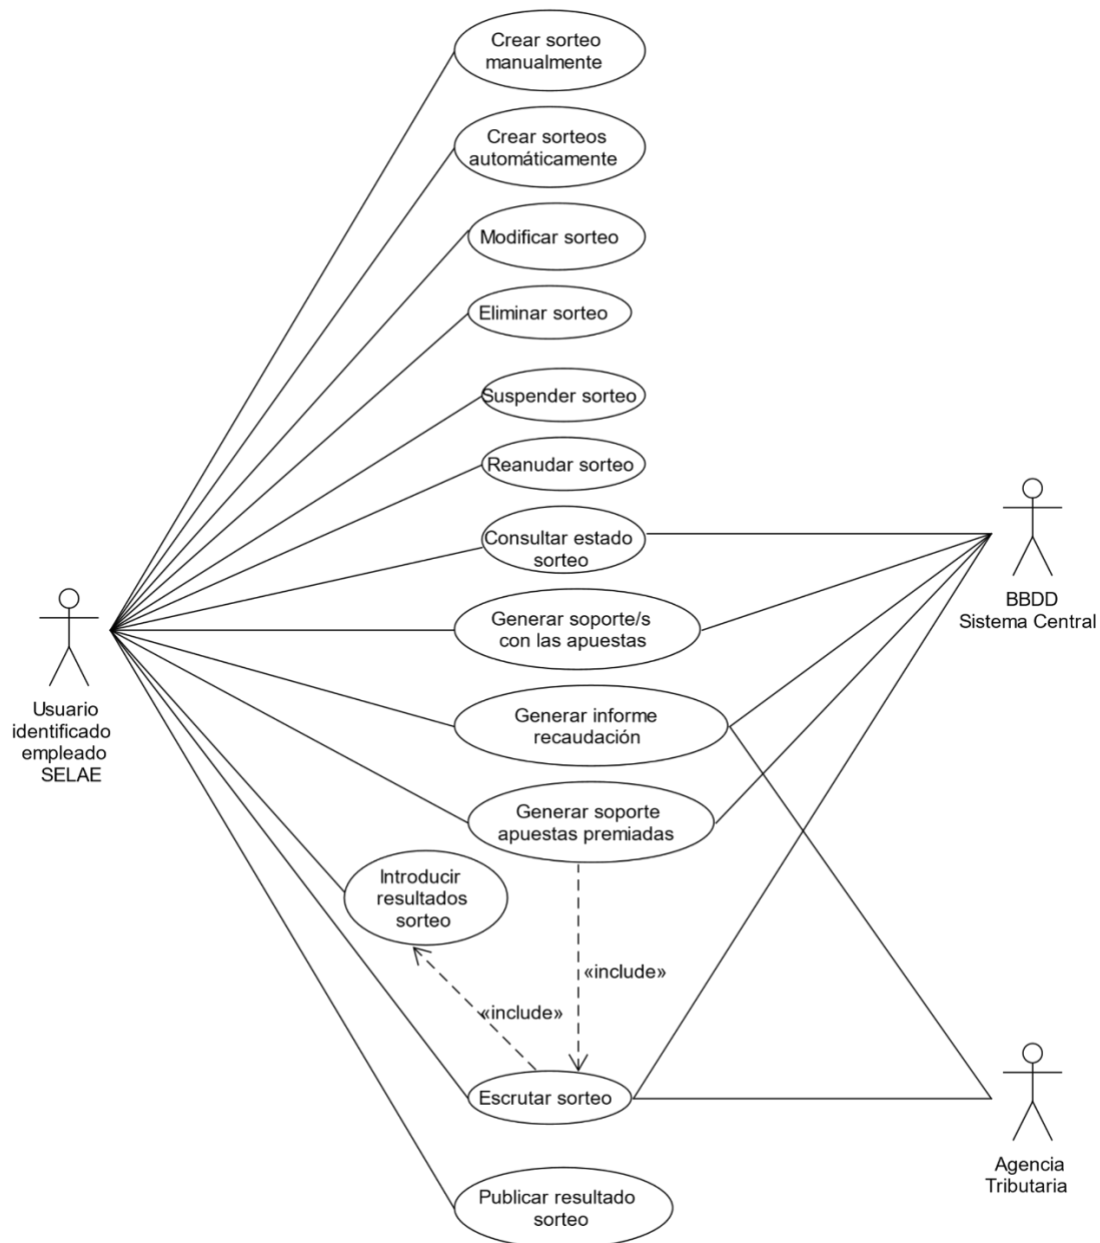 Crear sorteo
manualmente
Crear sorteos
automáticamente
Modificar sorteo
Eliminar sorteo
Suspender sorteo
Reanudar sorteo
Consultar estado
sorteo
Generar soporte/s
con las apuestas
Generar informe
recaudación
Generar soporte
apuestas premiadas
Introducir
resultados
sorteo
«include»
«include»
Escrutar sorteo
Publicar resultado
sorteo
Usuario
identificado
empleado
SELAE
BBDD
Sistema Central
Agencia
Tributaria